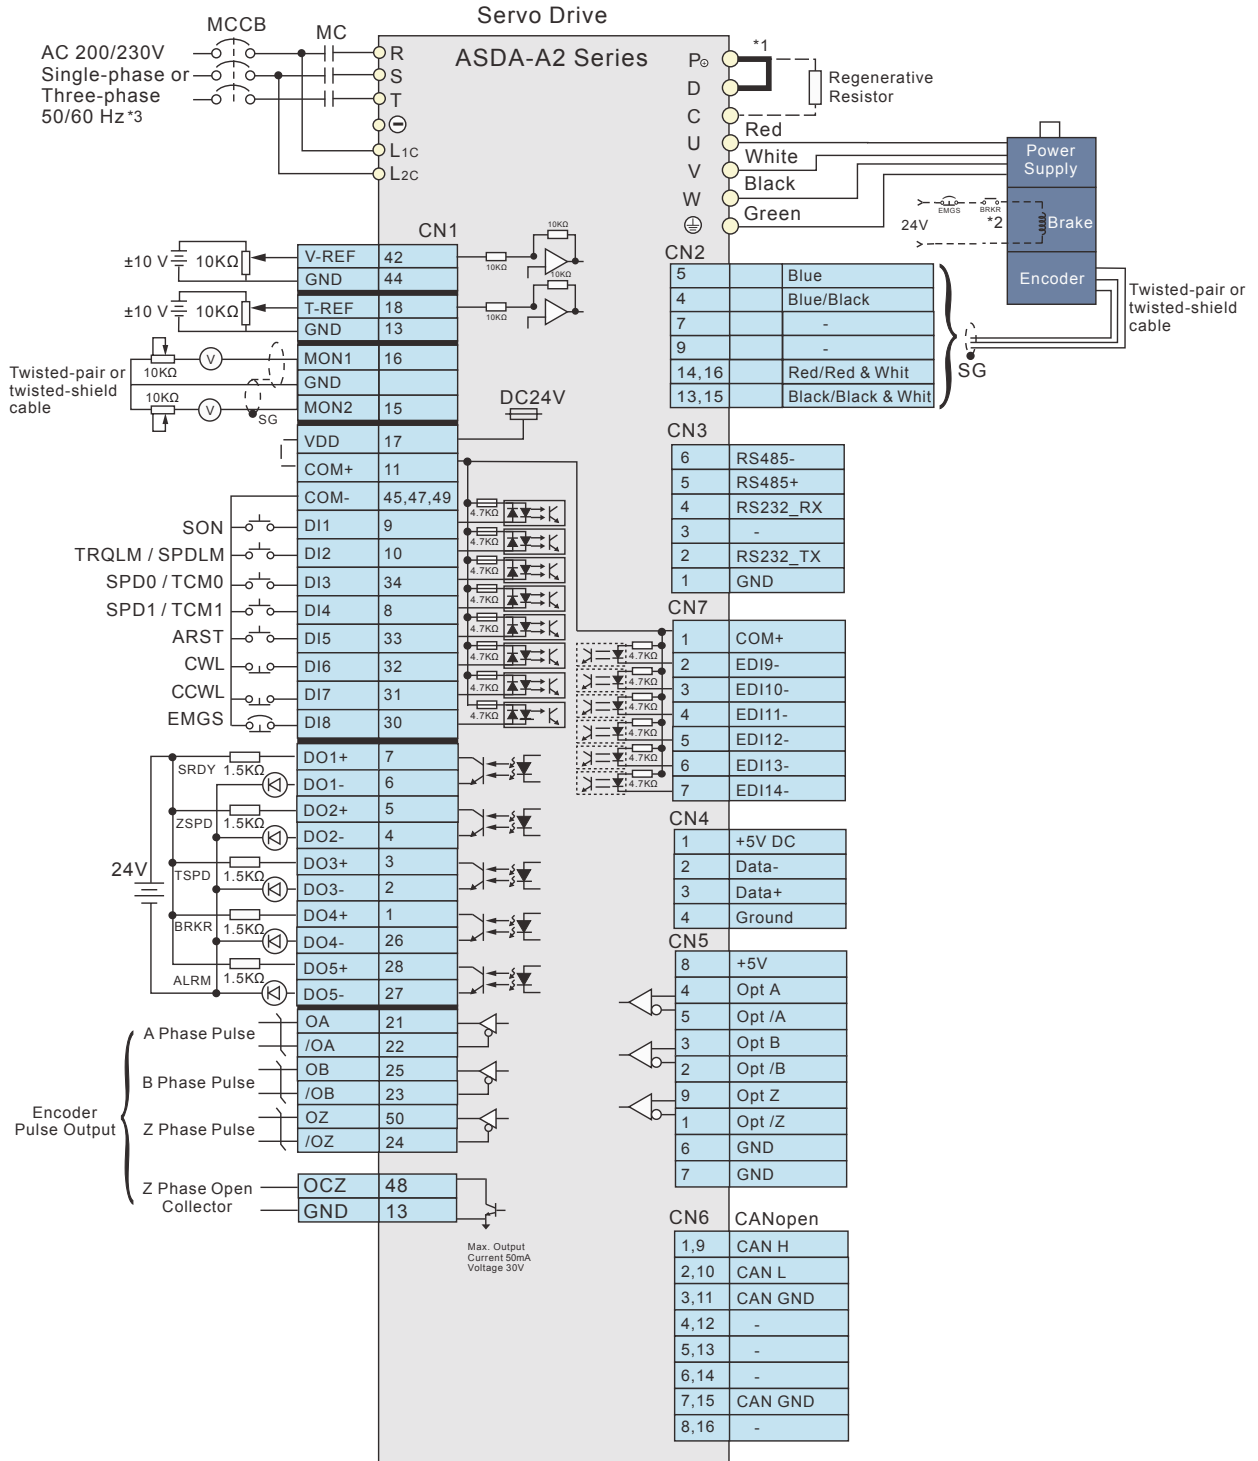 Servo Drive
ASDA-A2 Series
MCCB
MC
AC 200/230V
Single-phase or
Three-phase
50/60 Hz *3
R
S
T
L1C
L2C
*1
P
D
C
U
V
W
Regenerative
Resistor
Red
White
Black
Green
Power
Supply
Brake
Encoder
EMGS
BRKR
24V
*2
Twisted-pair or
twisted-shield
cable
SG
CN1
±10 V
10KΩ
V-REF 42
GND 44
10KΩ
10KΩ
±10 V
10KΩ
T-REF 18
GND 13
10KΩ
10KΩ
Twisted-pair or
twisted-shield
cable
10KΩ
V
10KΩ
V
SG
MON1 16
GND
MON2 15
DC24V
VDD 17
COM+ 11
COM- 45,47,49
SON DI1 9
TRQLM / SPDLM DI2 10
SPD0 / TCM0 DI3 34
SPD1 / TCM1 DI4 8
ARST DI5 33
CWL DI6 32
CCWL DI7 31
EMGS DI8 30
4.7KΩ
4.7KΩ
4.7KΩ
4.7KΩ
4.7KΩ
4.7KΩ
4.7KΩ
4.7KΩ
24V
SRDY 1.5KΩ DO1+ 7
DO1- 6
ZSPD 1.5KΩ DO2+ 5
DO2- 4
TSPD 1.5KΩ DO3+ 3
DO3- 2
BRKR 1.5KΩ DO4+ 1
DO4- 26
ALRM 1.5KΩ DO5+ 28
DO5- 27
Encoder
Pulse Output
A Phase Pulse
OA 21
/OA 22
B Phase Pulse
OB 25
/OB 23
Z Phase Pulse
OZ 50
/OZ 24
Z Phase Open
Collector
OCZ 48
GND 13
Max. Output
Current 50mA
Voltage 30V
CN2
5 Blue
4 Blue/Black
7 -
9 -
14,16 Red/Red & Whit
13,15 Black/Black & Whit
CN3
6 RS485-
5 RS485+
4 RS232_RX
3 -
2 RS232_TX
1 GND
CN7
1 COM+
2 EDI9-
3 EDI10-
4 EDI11-
5 EDI12-
6 EDI13-
7 EDI14-
4.7KΩ
4.7KΩ
4.7KΩ
4.7KΩ
4.7KΩ
4.7KΩ
CN4
1 +5V DC
2 Data-
3 Data+
4 Ground
CN5
8 +5V
4 Opt A
5 Opt /A
3 Opt B
2 Opt /B
9 Opt Z
1 Opt /Z
6 GND
7 GND
CN6 CANopen
1,9 CAN H
2,10 CAN L
3,11 CAN GND
4,12 -
5,13 -
6,14 -
7,15 CAN GND
8,16 -